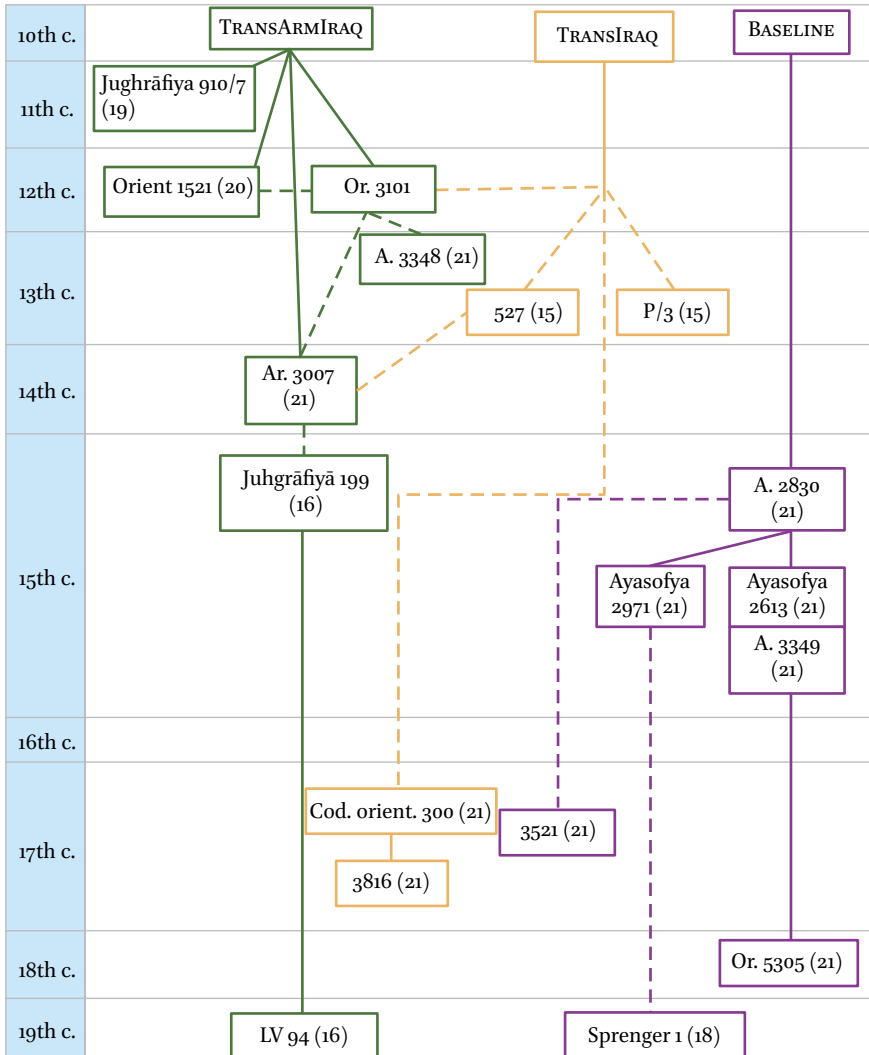 10th c.
TransArmIraq
TransIraq
Baseline
11th c.
Jughrāfiya 910/7
(19)
12th c.
Orient 1521 (20)
Or. 3101
13th c.
A. 3348 (21)
527 (15)
P/3 (15)
14th c.
Ar. 3007
(21)
15th c.
Juhgrāfiyā 199
(16)
A. 2830
(21)
Ayasofya
2971 (21)
Ayasofya
2613 (21)
A. 3349
(21)
16th c.
17th c.
Cod. orient. 300 (21)
3521 (21)
3816 (21)
18th c.
Or. 5305 (21)
19th c.
LV 94 (16)
Sprenger 1 (18)